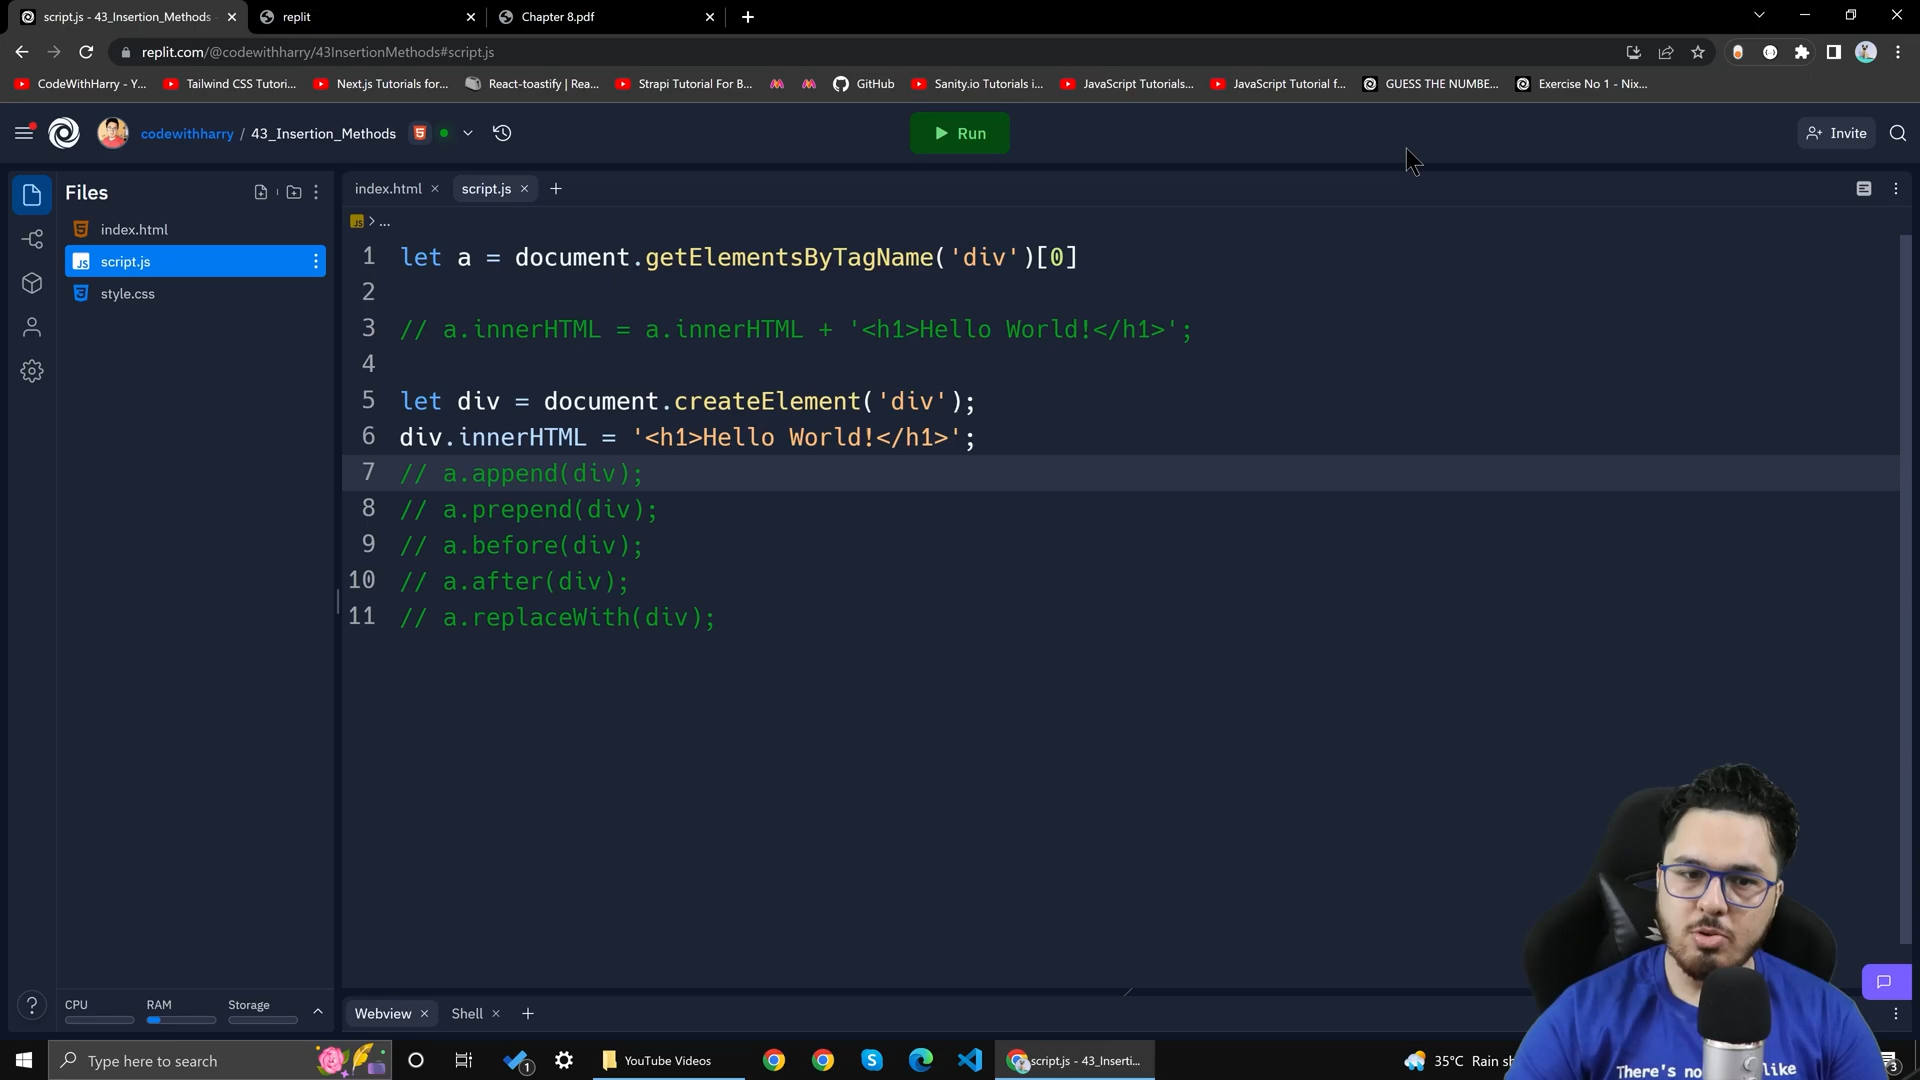 script.js - 43_Insertion_Methods
replit
Chapter 8.pdf
replit.com/@codewithharry/43InsertionMethods#script.js
CodeWithHarry - Y...
Tailwind CSS Tutori...
Next.js Tutorials for...
React-toastify | Rea...
Strapi Tutorial For B...
GitHub
Sanity.io Tutorials i...
JavaScript Tutorials...
JavaScript Tutorial f...
GUESS THE NUMBE...
Exercise No 1 - Nix...
codewithharry / 43_Insertion_Methods
Run
Invite
Files
index.html
script.js
style.css
index.html
script.js
JS > ...
1 let a = document.getElementsByTagName('div')[0]
2
3 // a.innerHTML = a.innerHTML + '<h1>Hello World!</h1>';
4
5 let div = document.createElement('div');
6 div.innerHTML = '<h1>Hello World!</h1>';
7 // a.append(div);
8 // a.prepend(div);
9 // a.before(div);
10 // a.after(div);
11 // a.replaceWith(div);
CPU
RAM
Storage
Webview
Shell
Type here to search
1
YouTube Videos
script.js - 43_Inserti...
35°C Rain sh
3
There's no
like